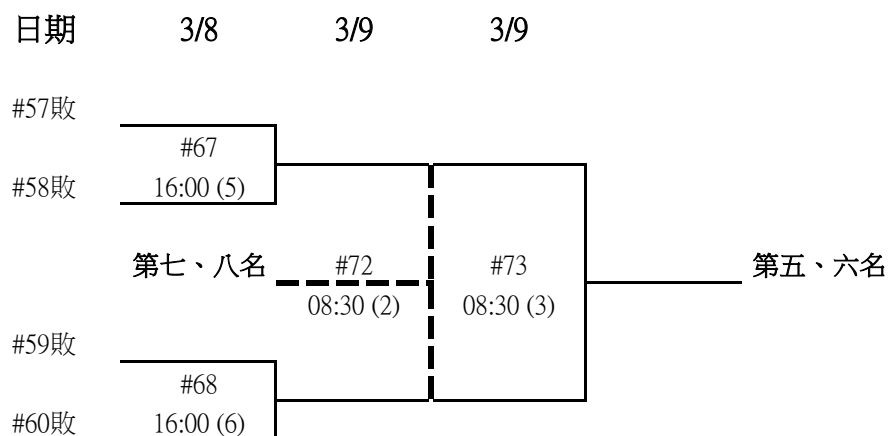 日期 3/8 3/9 3/9
#57敗
#67
#58敗 16:00 (5)
第七、八名 #72 #73 第五、六名
08:30 (2) 08:30 (3)
#59敗
#68
#60敗 16:00 (6)